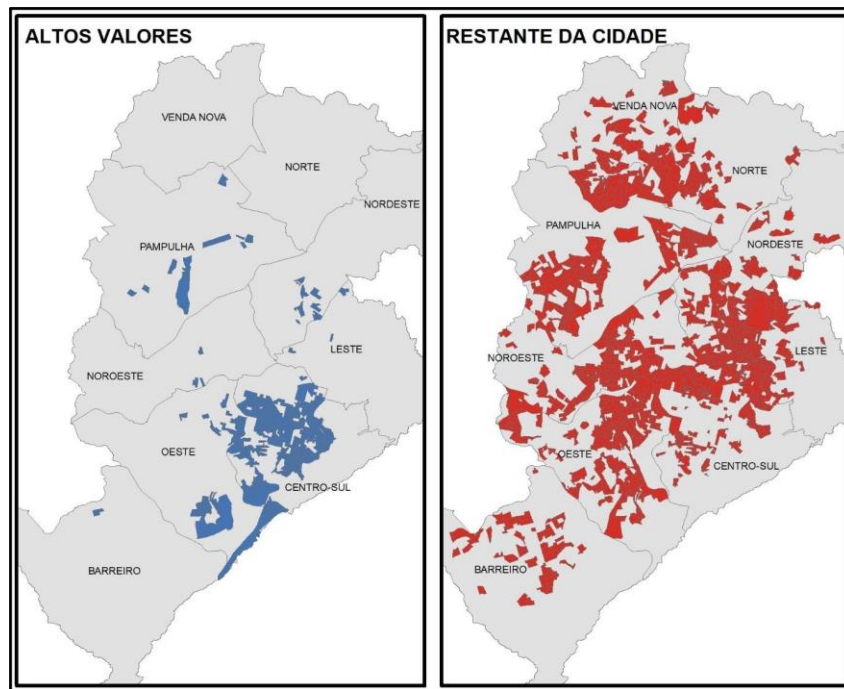 ALTOS VALORES
VENDA NOVA
NORTE
NORDESTE
PAMPULHA
LESTE
NOROESTE
OESTE
CENTRO-SUL
BARREIRO
RESTANTE DA CIDADE
VENDA NOVA
NORTE
PAMPULHA
NORDESTE
NOROESTE
LESTE
OESTE
CENTRO-SUL
BARREIRO